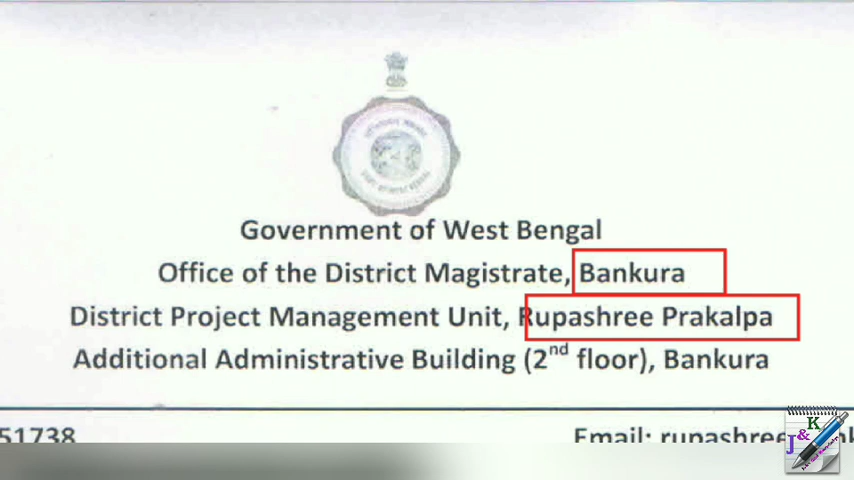 Government of West Bengal
Office of the District Magistrate, Bankura
District Project Management Unit, Rupashree Prakalpa
Additional Administrative Building (2nd floor), Bankura
51738
Email: rupashree
J&K